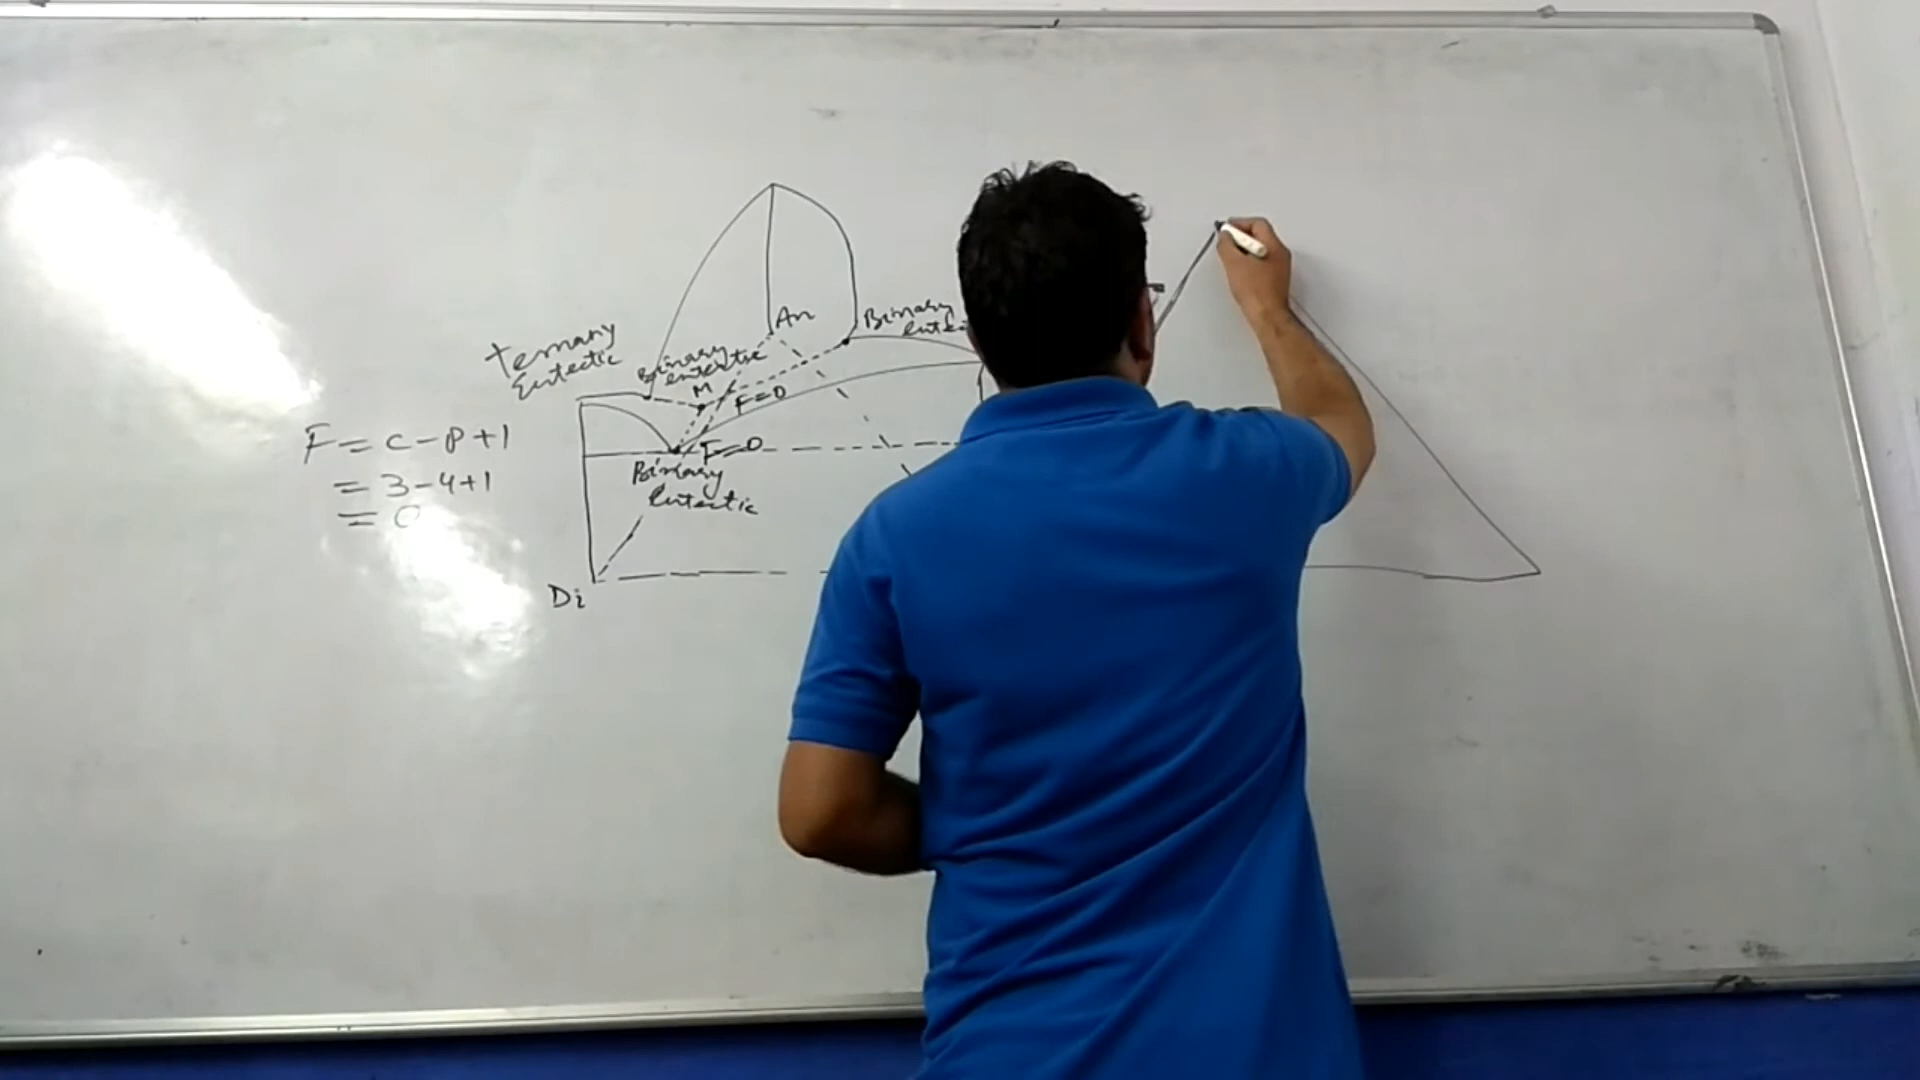 Ternary
Eutectic
Binary
eutectic
M
An
Binary
F=0
F=0
Binary
Eutectic
F = C-P+1
= 3-4+1
= 0
Di